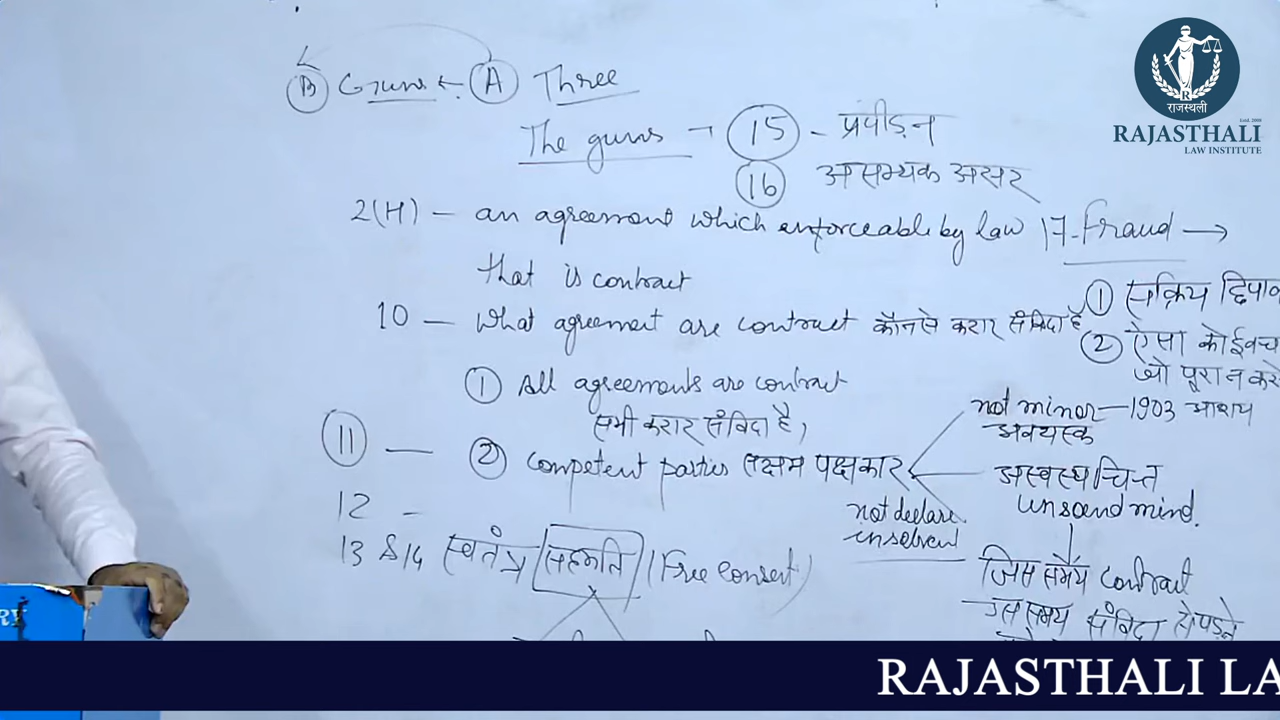 B Guns ← A Three
The guns → 15 - प्रपीड़न
16 असम्यक असर
2(H) — an agreement which enforceable by law
that is contract
17-Fraud →
① सक्रिय छिपाव
② ऐसा कोई वच
जो पूरा न करे
10 — What agreement are contract कौनसे करार संविदा है
① All agreements are contract
सभी करार संविदा है,
11 — ② Competent parties सक्षम पक्षकार
not minor—1903
अवयस्क
अस्वस्थ चित्त
unsound mind.
not declare
insolvent
12 -
13 & 14 स्वतंत्र सहमति (Free consent)
जिस समय contract
उस समय संविदा
राजस्थली
Estd. 2008
RAJASTHALI
LAW INSTITUTE
RY
RAJASTHALI LA